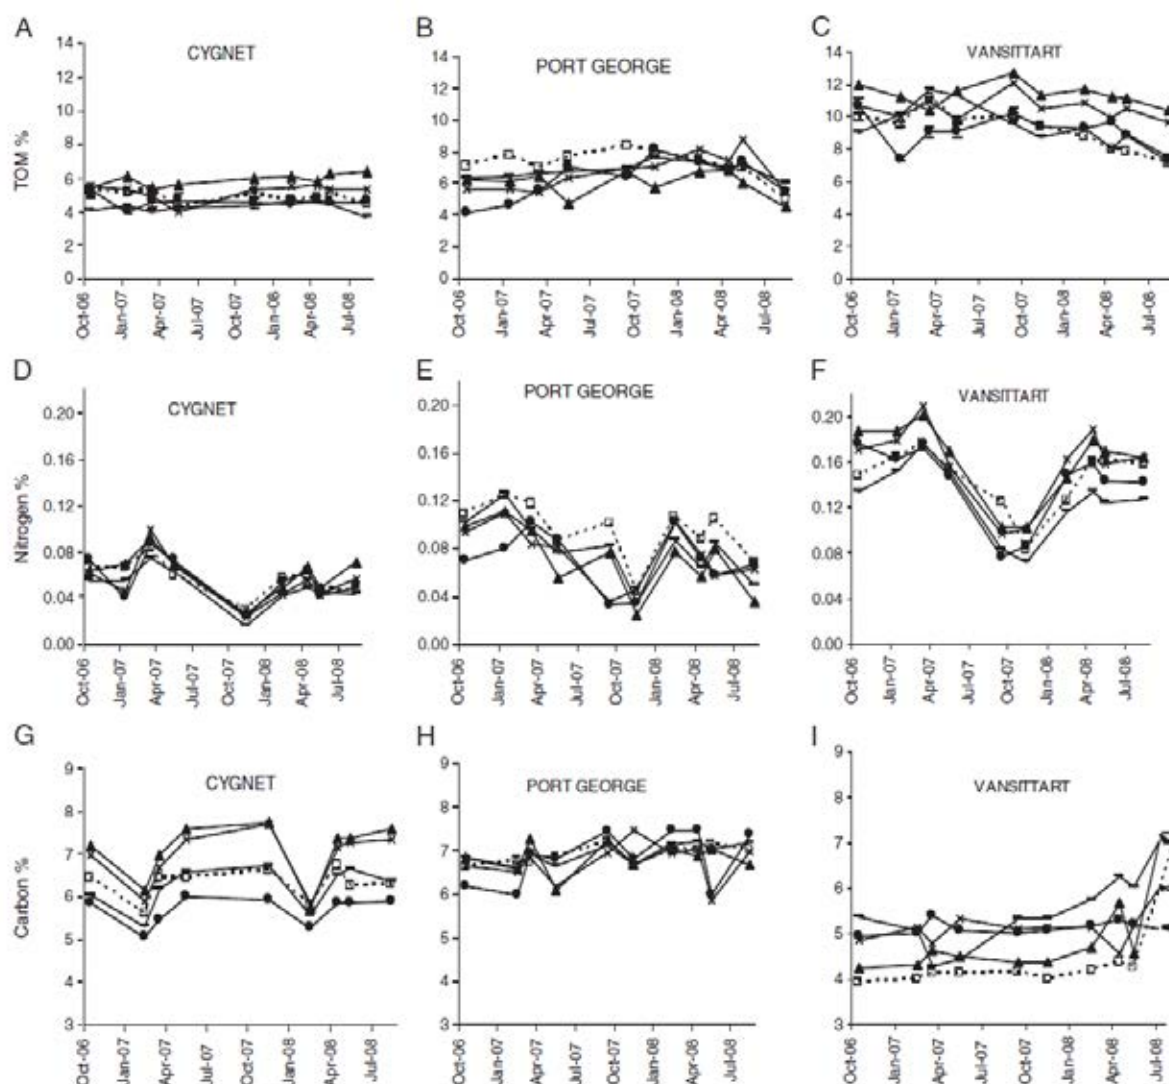 A
CYGNET
14
12
10
8
6
4
2
0
TOM %
Oct-06
Jan-07
Apr-07
Jul-07
Oct-07
Jan-08
Apr-08
Jul-08
B
PORT GEORGE
14
12
10
8
6
4
2
0
Oct-06
Jan-07
Apr-07
Jul-07
Oct-07
Jan-08
Apr-08
Jul-08
C
VANSITTART
14
12
10
8
6
4
2
0
Oct-06
Jan-07
Apr-07
Jul-07
Oct-07
Jan-08
Apr-08
Jul-08
D
CYGNET
0.20
0.16
0.12
0.08
0.04
0.00
Nitrogen %
Oct-06
Jan-07
Apr-07
Jul-07
Oct-07
Jan-08
Apr-08
Jul-08
E
PORT GEORGE
0.20
0.16
0.12
0.08
0.04
0.00
Oct-06
Jan-07
Apr-07
Jul-07
Oct-07
Jan-08
Apr-08
Jul-08
F
VANSITTART
0.20
0.16
0.12
0.08
0.04
0.00
Oct-06
Jan-07
Apr-07
Jul-07
Oct-07
Jan-08
Apr-08
Jul-08
G
CYGNET
9
8
7
6
5
4
3
Carbon %
Oct-06
Jan-07
Apr-07
Jul-07
Oct-07
Jan-08
Apr-08
Jul-08
H
PORT GEORGE
9
8
7
6
5
4
3
Oct-06
Jan-07
Apr-07
Jul-07
Oct-07
Jan-08
Apr-08
Jul-08
I
VANSITTART
9
8
7
6
5
4
3
Oct-06
Jan-07
Apr-07
Jul-07
Oct-07
Jan-08
Apr-08
Jul-08